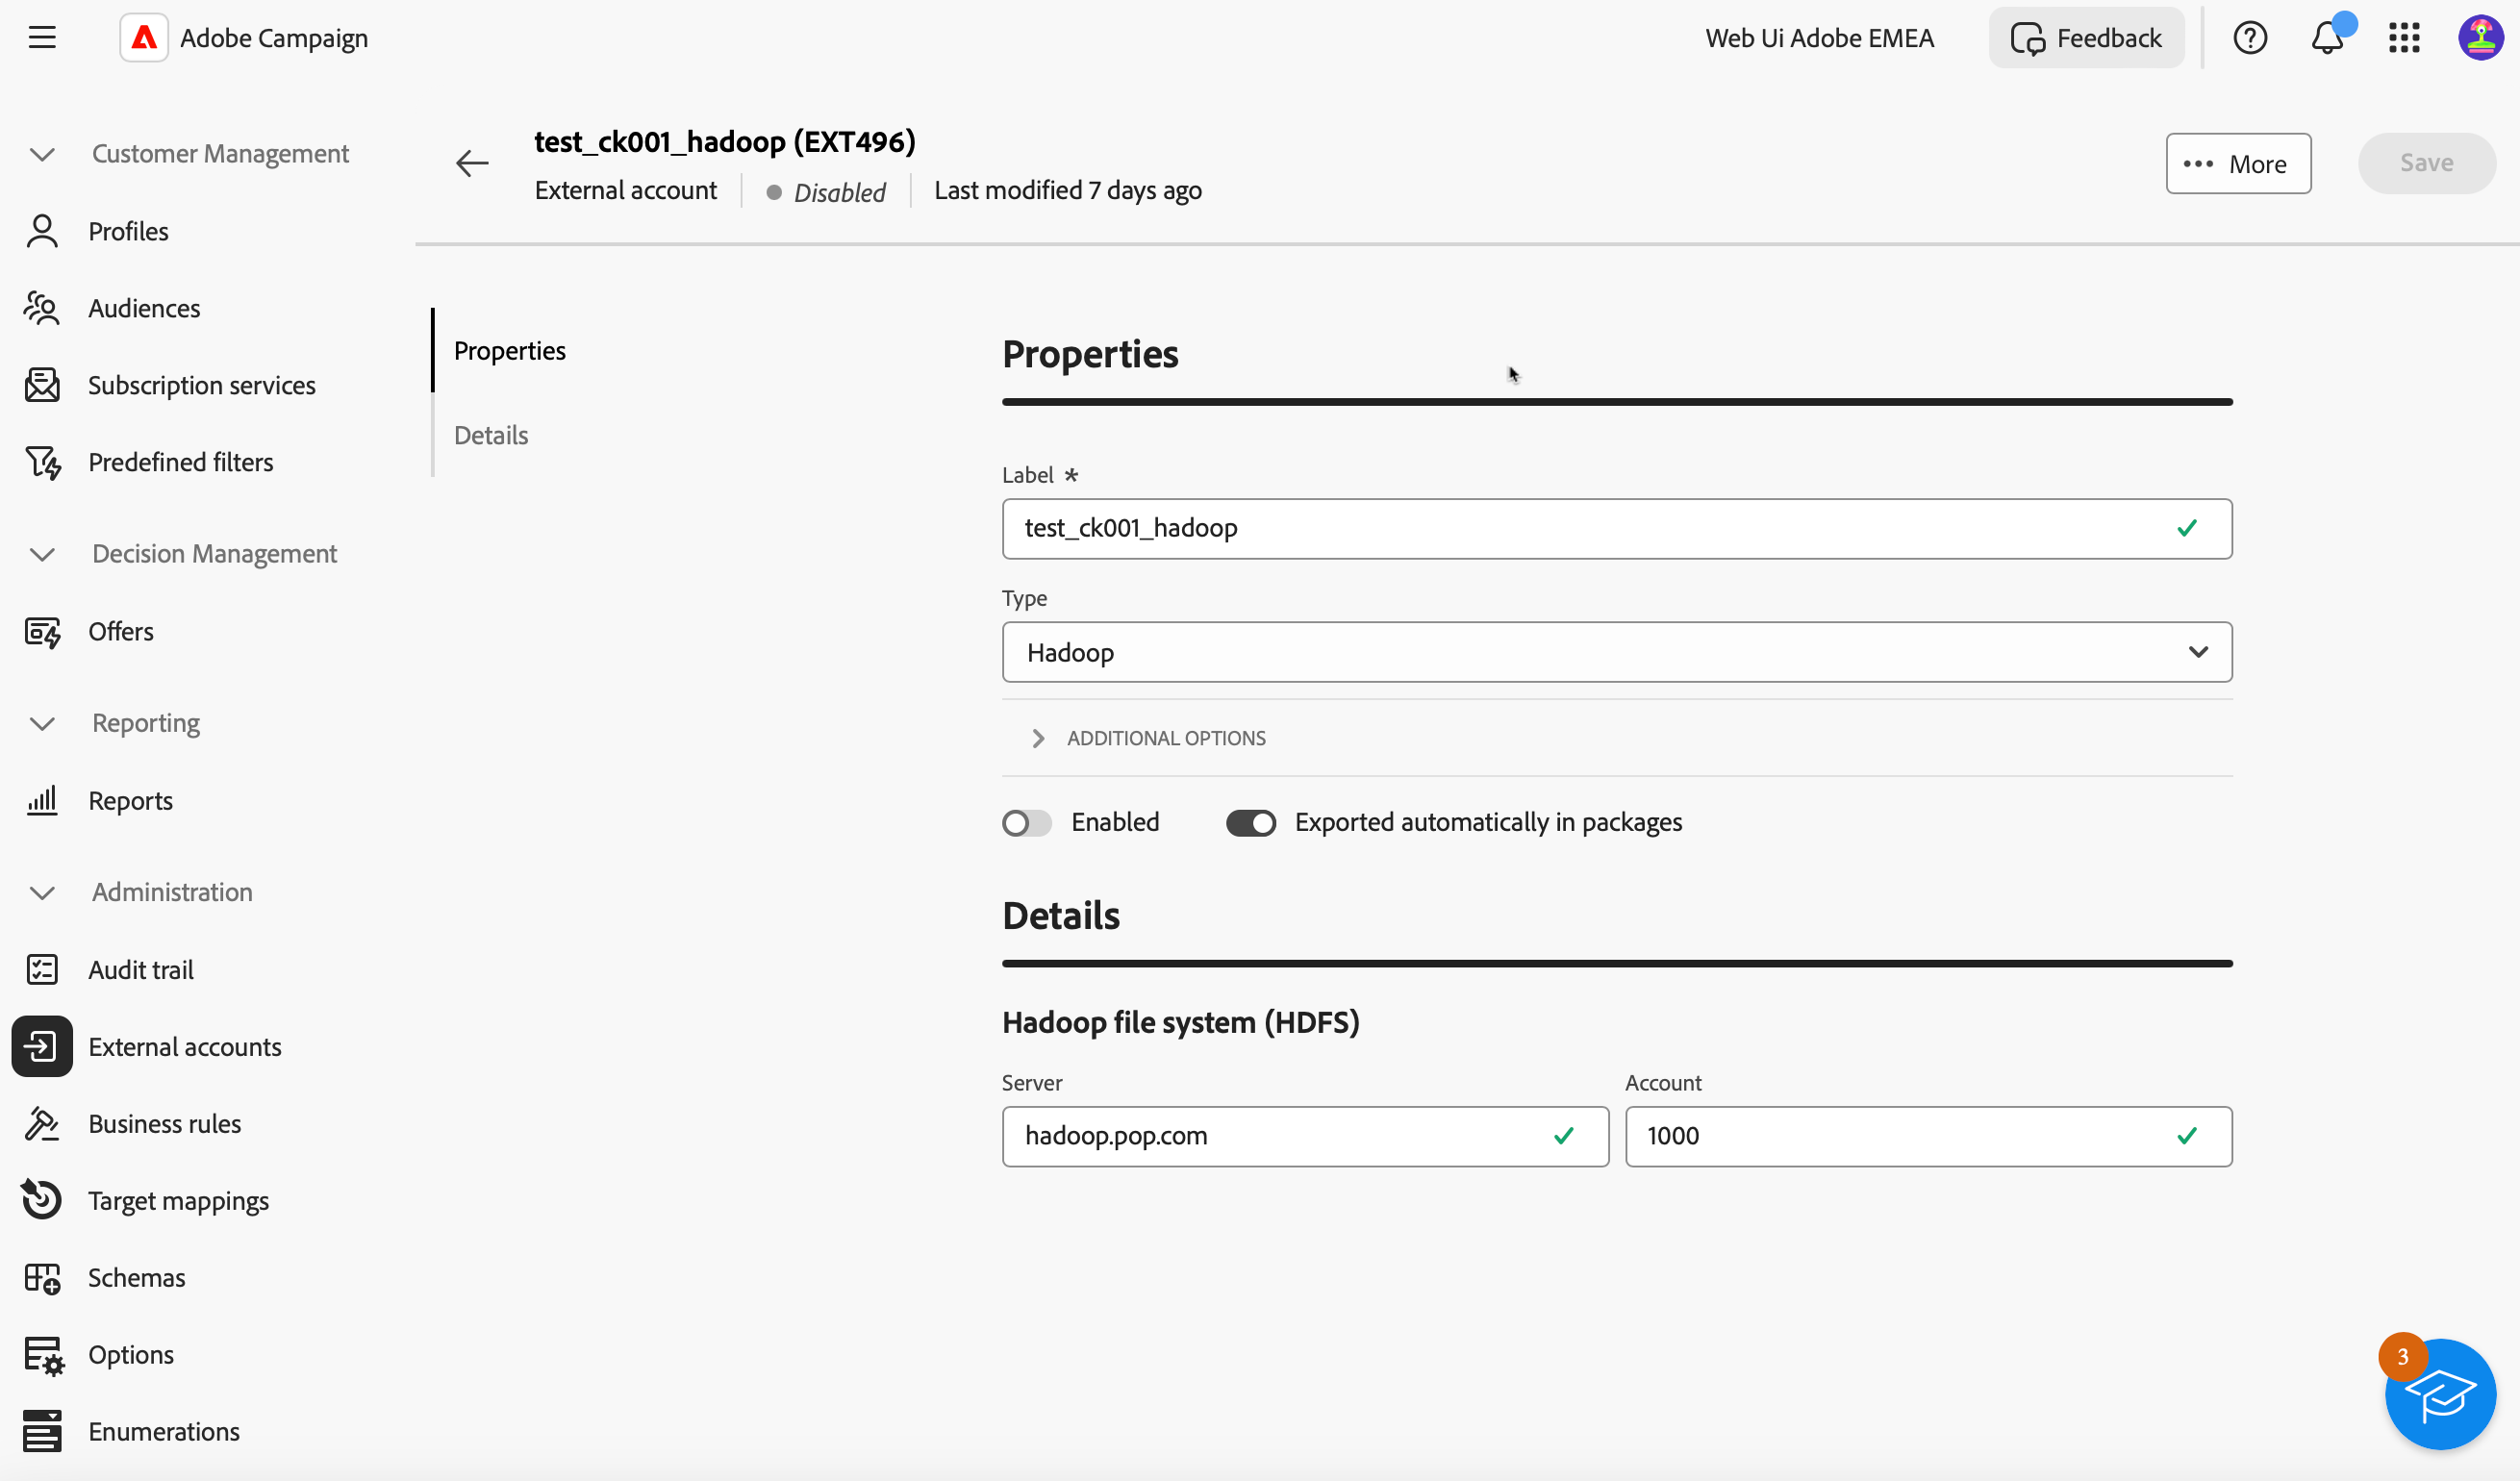 Adobe Campaign
Web Ui Adobe EMEA
Feedback
Customer Management
Profiles
Audiences
Subscription services
Predefined filters
Decision Management
Offers
Reporting
Reports
Administration
Audit trail
External accounts
Business rules
Target mappings
Schemas
Options
Enumerations
test_ck001_hadoop (EXT496)
External account
Disabled
Last modified 7 days ago
More
Save
Properties
Details
Properties
Label *
test_ck001_hadoop
Type
Hadoop
ADDITIONAL OPTIONS
Enabled
Exported automatically in packages
Details
Hadoop file system (HDFS)
Server
Account
hadoop.pop.com
1000
3